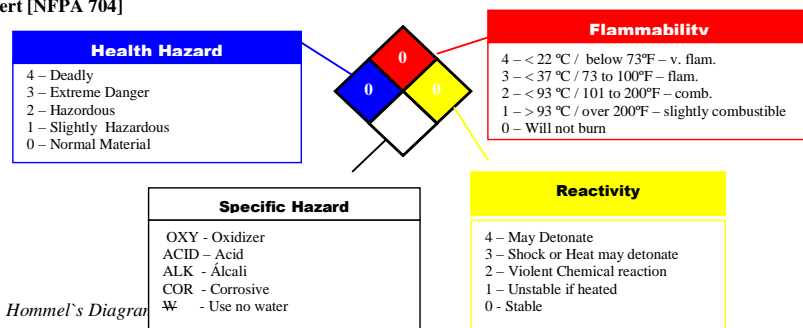 ert [NFPA 704]
Health Hazard
4 – Deadly
3 – Extreme Danger
2 – Hazordous
1 – Slightly Hazardous
0 – Normal Material
0
0
0
Flammability
4 – < 22 ºC / below 73ºF – v. flam.
3 – < 37 ºC / 73 to 100ºF – flam.
2 – < 93 ºC / 101 to 200ºF – comb.
1 – > 93 ºC / over 200ºF – slightly combustible
0 – Will not burn
Specific Hazard
OXY - Oxidizer
ACID – Acid
ALK - Álcali
COR - Corrosive
W - Use no water
Reactivity
4 – May Detonate
3 – Shock or Heat may detonate
2 – Violent Chemical reaction
1 – Unstable if heated
0 - Stable
Hommel`s Diagram